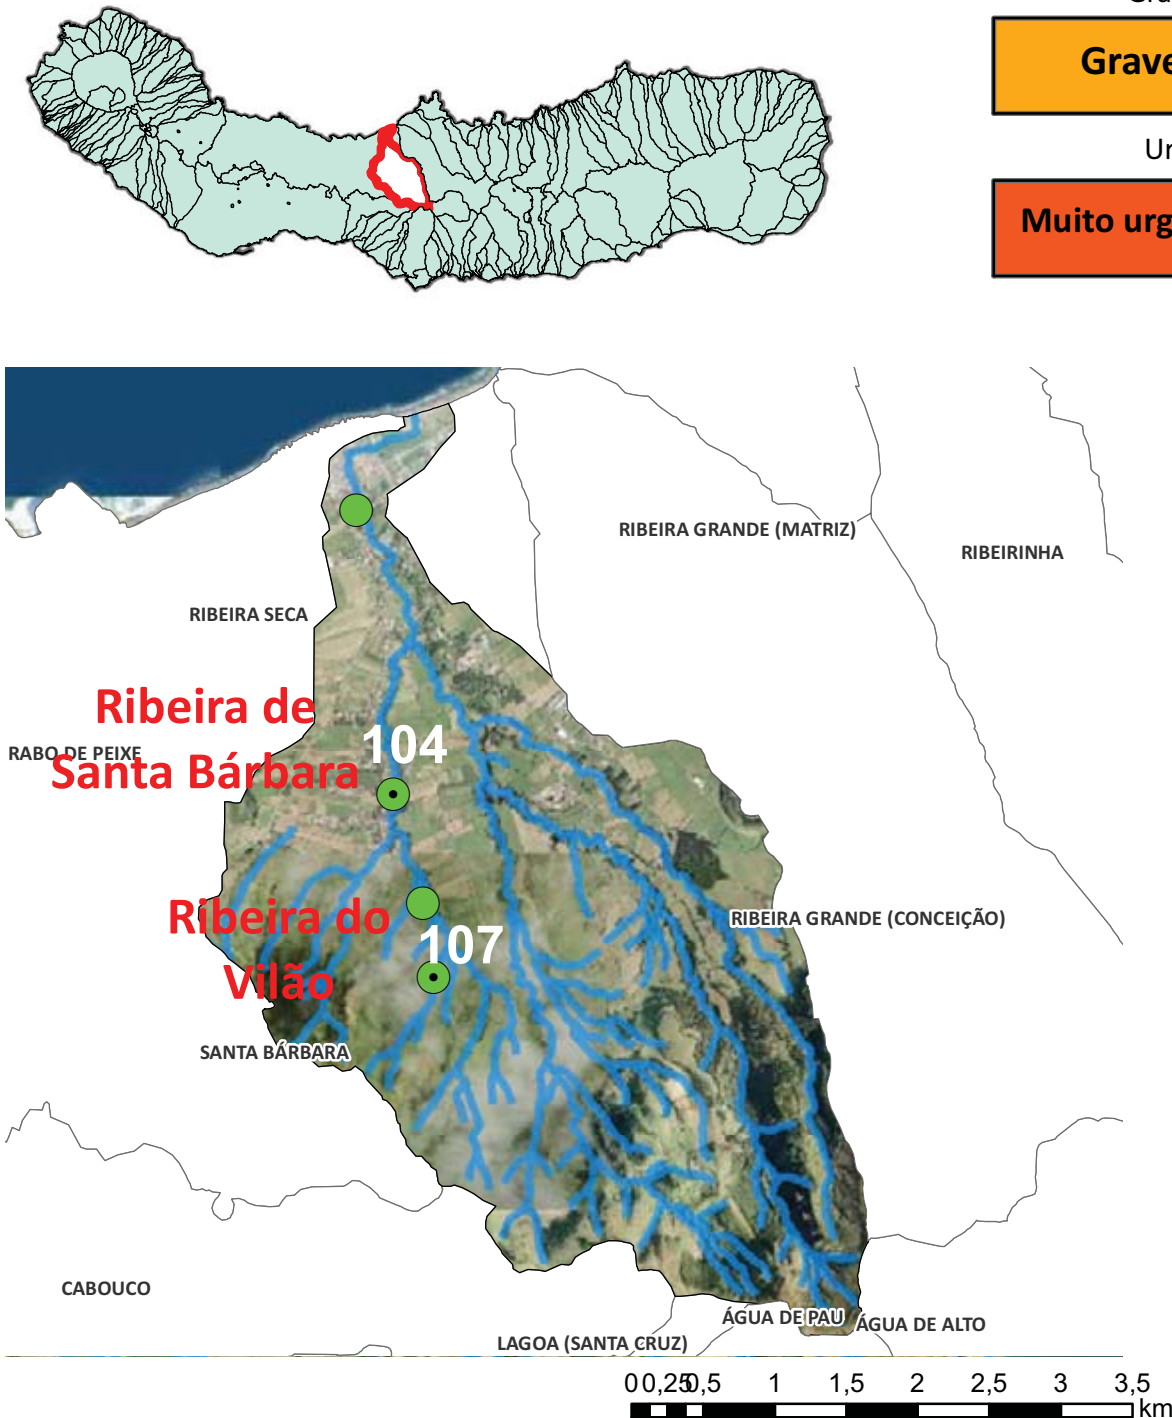 Grave
Muito urg
RIBEIRA GRANDE (MATRIZ)
RIBEIRINHA
RIBEIRA SECA
Ribeira de
Santa Bárbara
RABO DE PEIXE
104
Ribeira do
Vilão
107
RIBEIRA GRANDE (CONCEIÇÃO)
SANTA BÁRBARA
CABOUCO
ÁGUA DE PAU
ÁGUA DE ALTO
LAGOA (SANTA CRUZ)
0 0,25 0,5 1 1,5 2 2,5 3 3,5
km